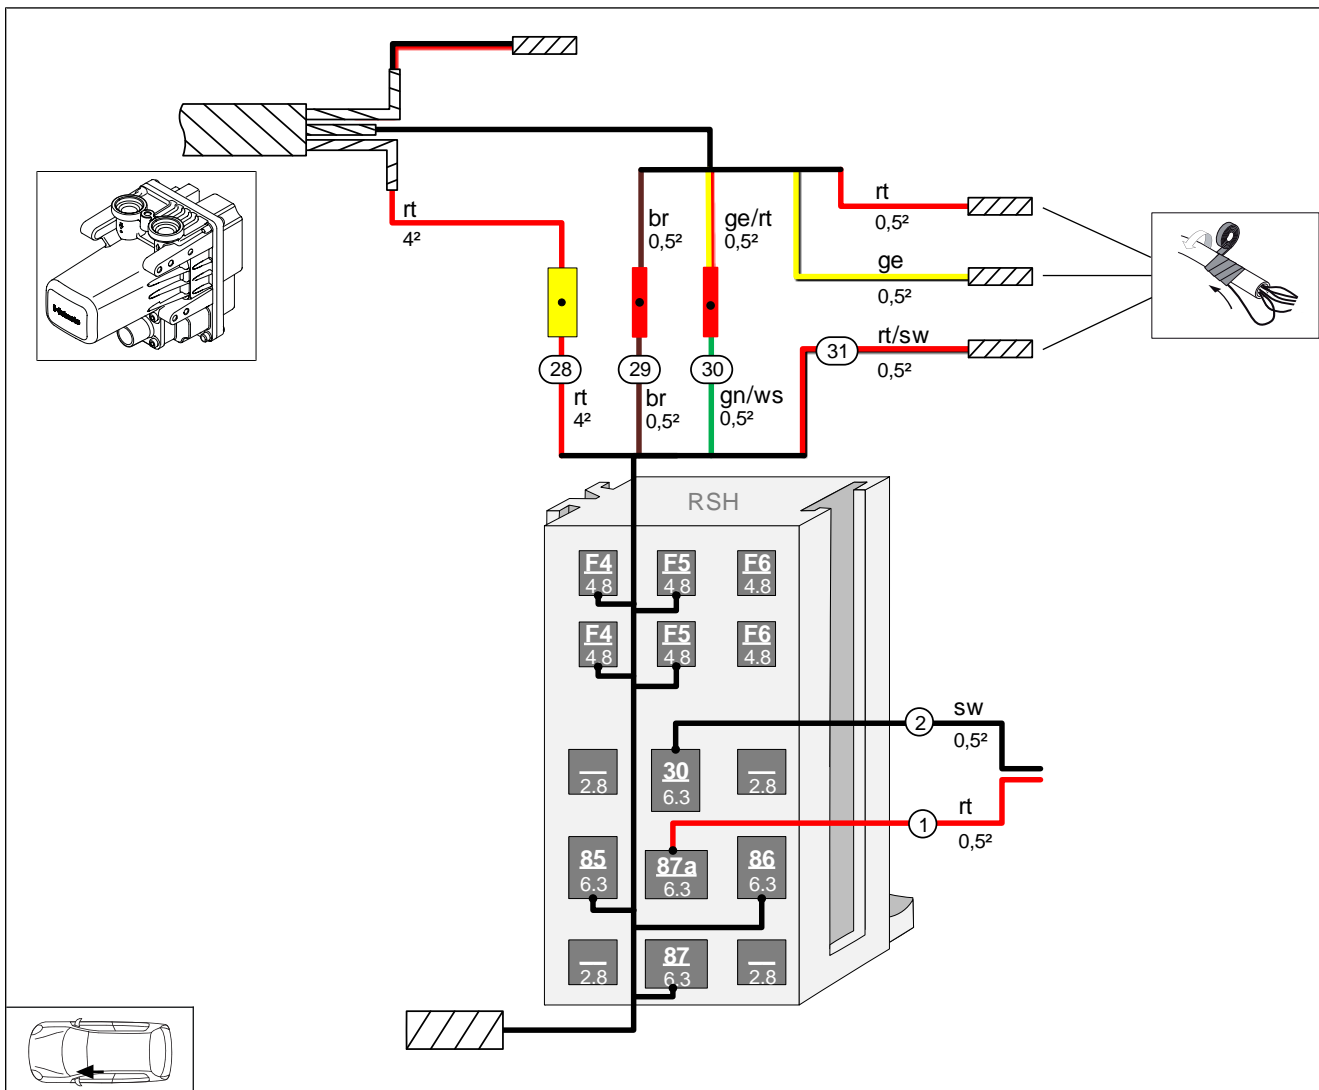 rt
4²
br
0,5²
ge/rt
0,5²
rt
0,5²
ge
0,5²
rt/sw
0,5²
28
29
30
31
rt
4²
br
0,5²
gn/ws
0,5²
RSH
F4
4.8
F5
4.8
F6
4.8
F4
4.8
F5
4.8
F6
4.8
2
sw
0,5²
2.8
30
6.3
2.8
1
rt
0,5²
85
6.3
87a
6.3
86
6.3
2.8
87
6.3
2.8